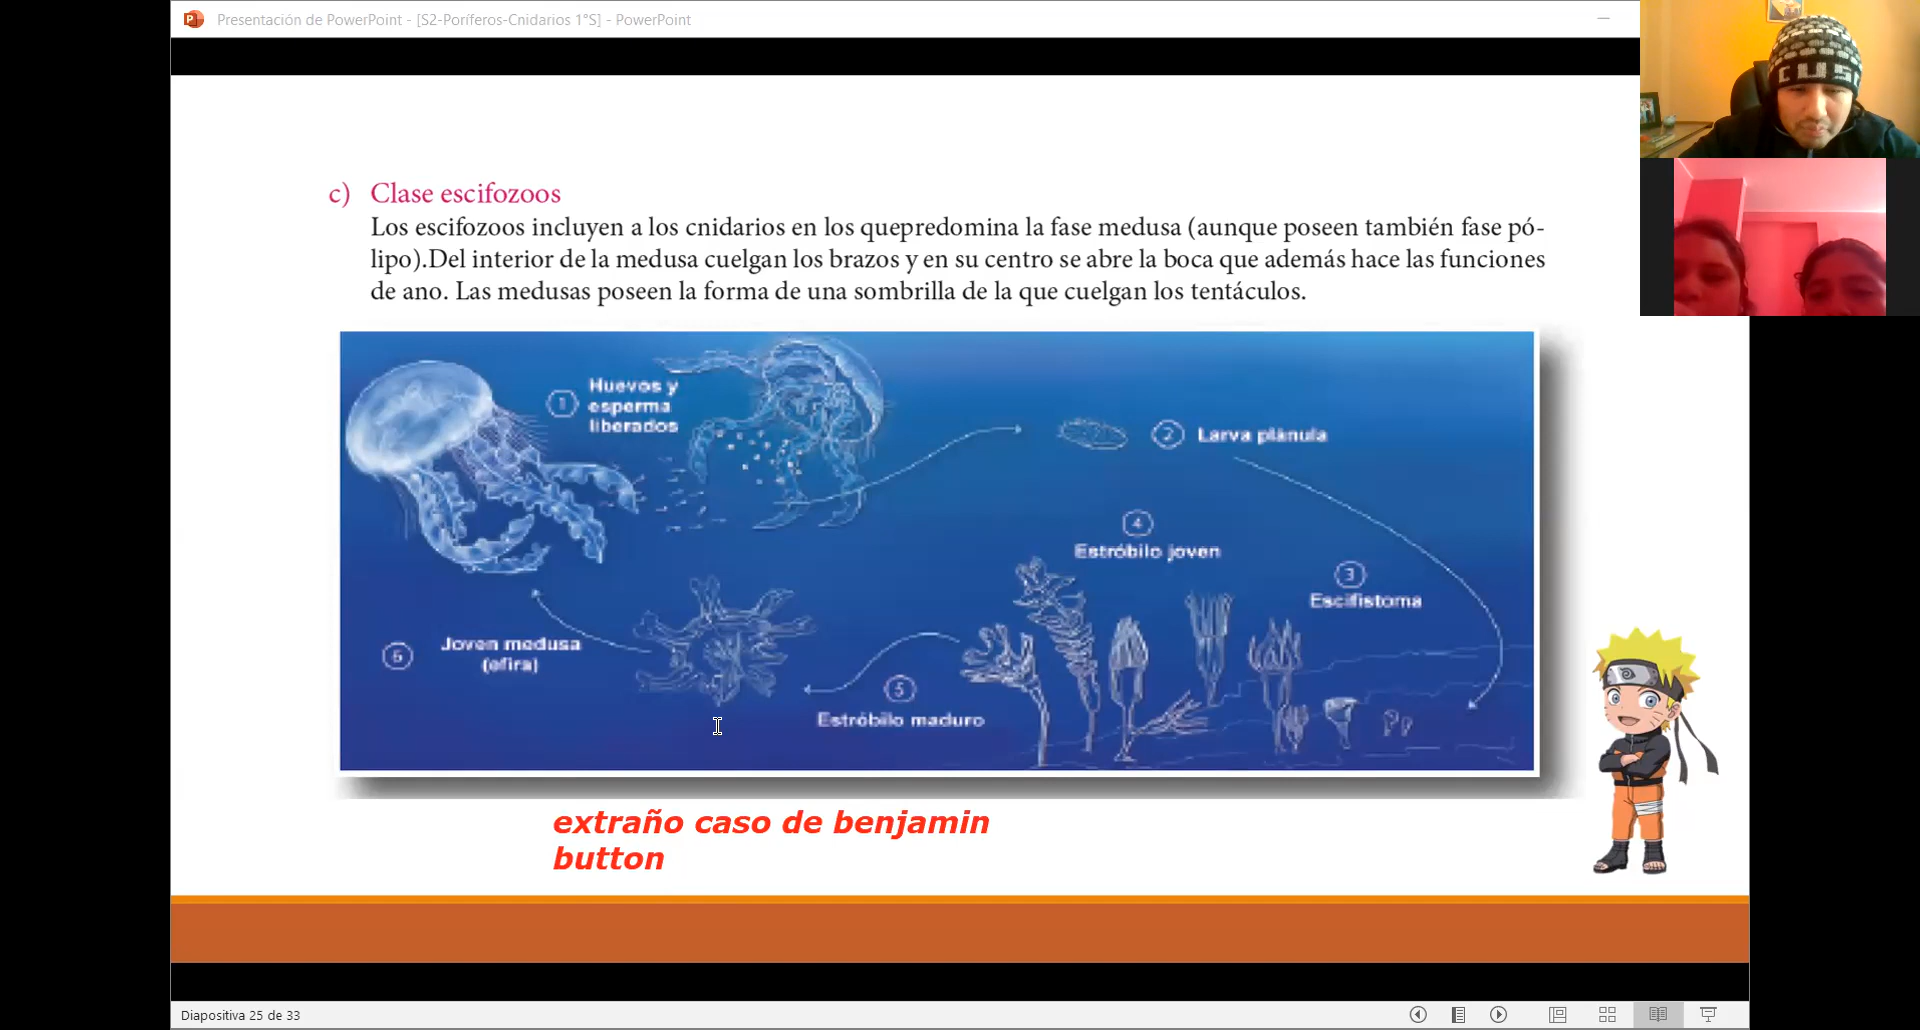 Presentación de PowerPoint - [S2-Poríferos-Cnidarios 1°S] - PowerPoint
CUS
c) Clase escifozoos
Los escifozoos incluyen a los cnidarios en los quepredomina la fase medusa (aunque poseen también fase pó-
lipo).Del interior de la medusa cuelgan los brazos y en su centro se abre la boca que además hace las funciones
de ano. Las medusas poseen la forma de una sombrilla de la que cuelgan los tentáculos.
1 Huevos y
esperma
liberados
2 Larva plánula
4
Estróbilo joven
3
Escifistoma
6 Joven medusa
(efira)
5
Estróbilo maduro
extraño caso de benjamin
button
Diapositiva 25 de 33